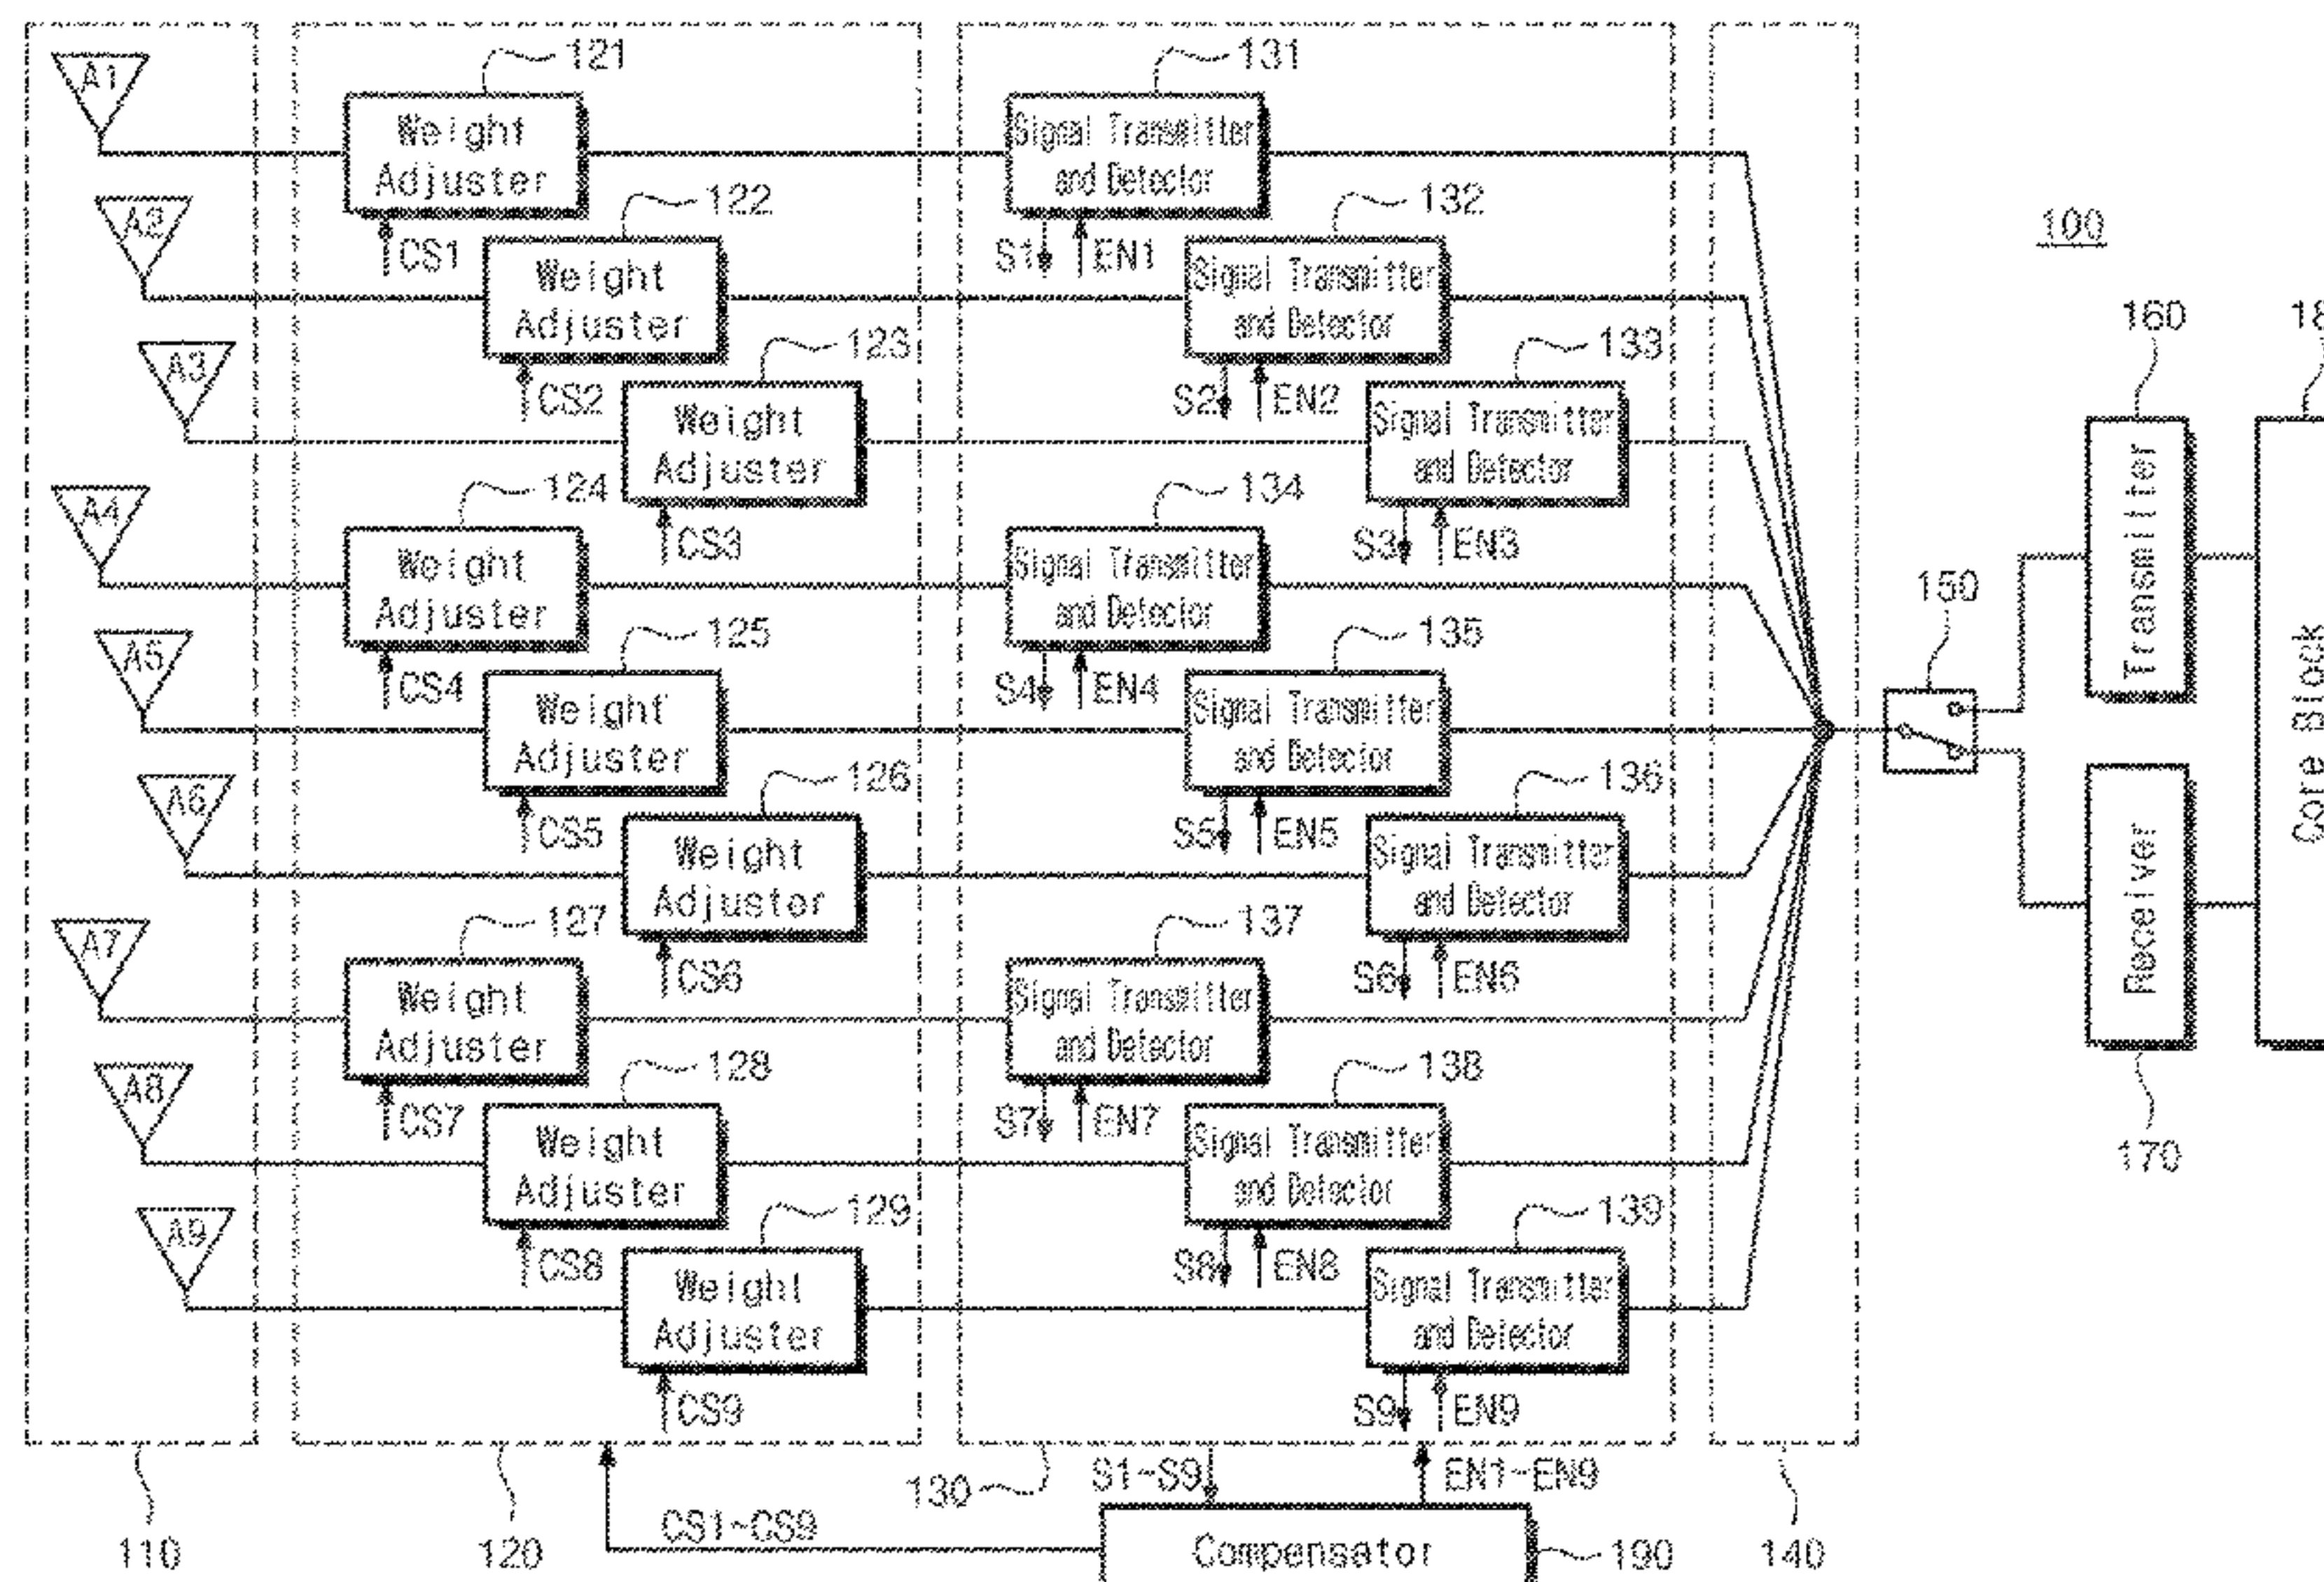 A1
121
Weight
Adjuster
CS1
131
Signal Transmitter
and Detector
S1
EN1
A2
122
Weight
Adjuster
CS2
132
Signal Transmitter
and Detector
S2
EN2
100
A3
123
Weight
Adjuster
CS3
133
Signal Transmitter
and Detector
S3
EN3
A4
124
Weight
Adjuster
CS4
134
Signal Transmitter
and Detector
S4
EN4
A5
125
Weight
Adjuster
CS5
135
Signal Transmitter
and Detector
S5
EN5
A6
126
Weight
Adjuster
CS6
136
Signal Transmitter
and Detector
S6
EN6
A7
127
Weight
Adjuster
CS7
137
Signal Transmitter
and Detector
S7
EN7
A8
128
Weight
Adjuster
CS8
138
Signal Transmitter
and Detector
S8
EN8
A9
129
Weight
Adjuster
CS9
139
Signal Transmitter
and Detector
S9
EN9
150
160
Transmitter
Receiver
170
Core Block
110
120
130
140
S1~S9
EN1~EN9
CS1~CS9
Compensator
190